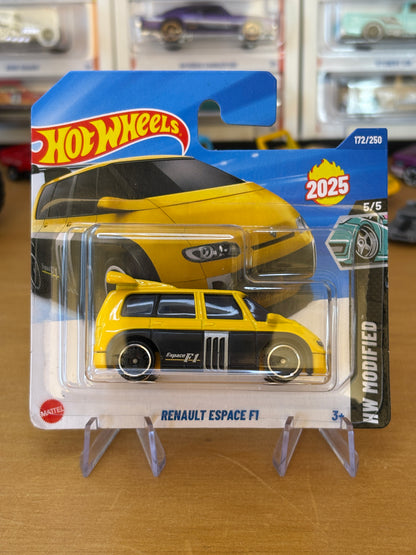 HOT WHEELS
172/250
2025
5/5
HW MODIFIED
Espace F1
MATTEL
RENAULT ESPACE F1
3+